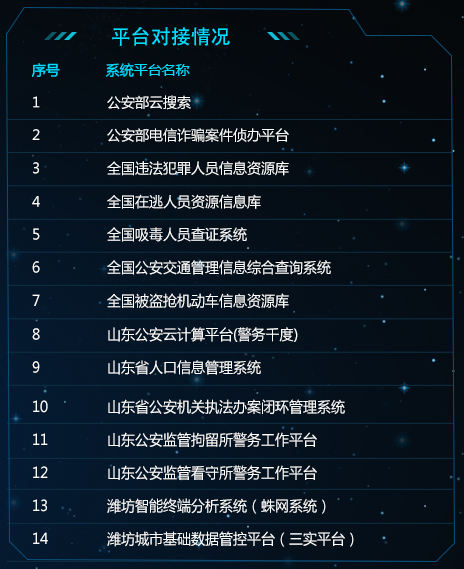 平台对接情况
序号 系统平台名称
1 公安部云搜索
2 公安部电信诈骗案件侦办平台
3 全国违法犯罪人员信息资源库
4 全国在逃人员资源信息库
5 全国吸毒人员查证系统
6 全国公安交通管理信息综合查询系统
7 全国被盗抢机动车信息资源库
8 山东公安云计算平台(警务千度)
9 山东省人口信息管理系统
10 山东省公安机关执法办案闭环管理系统
11 山东公安监管拘留所警务工作平台
12 山东公安监管看守所警务工作平台
13 潍坊智能终端分析系统（蛛网系统）
14 潍坊城市基础数据管控平台（三实平台）